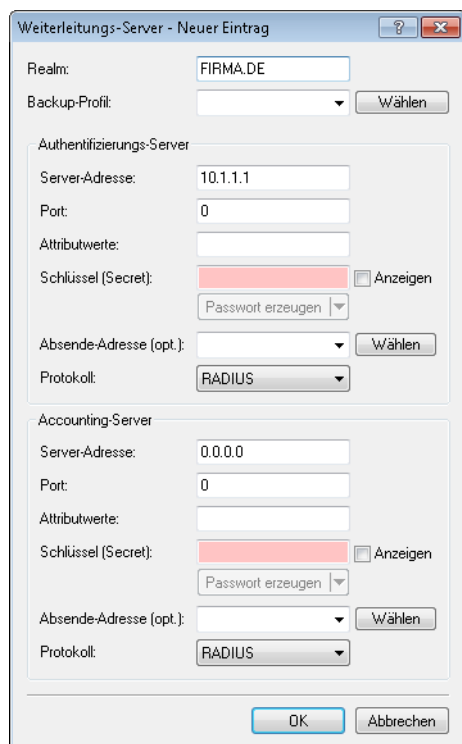 Weiterleitungs-Server - Neuer Eintrag ?
Realm: FIRMA.DE
Backup-Profil: Wählen
Authentifizierungs-Server
Server-Adresse: 10.1.1.1
Port: 0
Attributwerte:
Schlüssel (Secret): Anzeigen
Passwort erzeugen
Absende-Adresse (opt.): Wählen
Protokoll: RADIUS
Accounting-Server
Server-Adresse: 0.0.0.0
Port: 0
Attributwerte:
Schlüssel (Secret): Anzeigen
Passwort erzeugen
Absende-Adresse (opt.): Wählen
Protokoll: RADIUS
OK Abbrechen